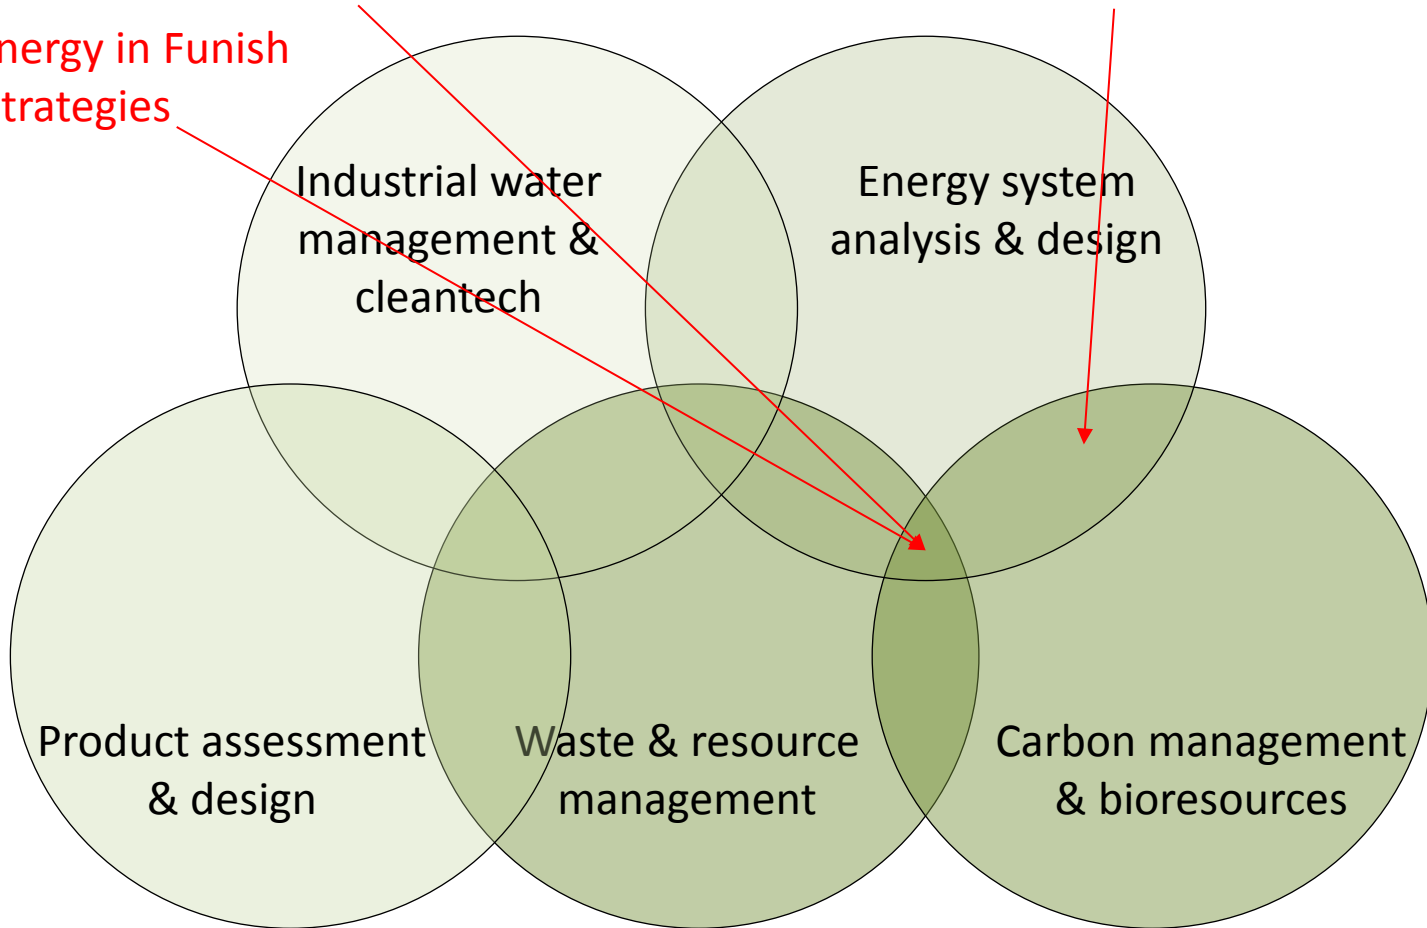 nergy in Funish
trategies
Industrial water
management &
cleantech
Energy system
analysis & design
Product assessment
& design
Waste & resource
management
Carbon management
& bioresources